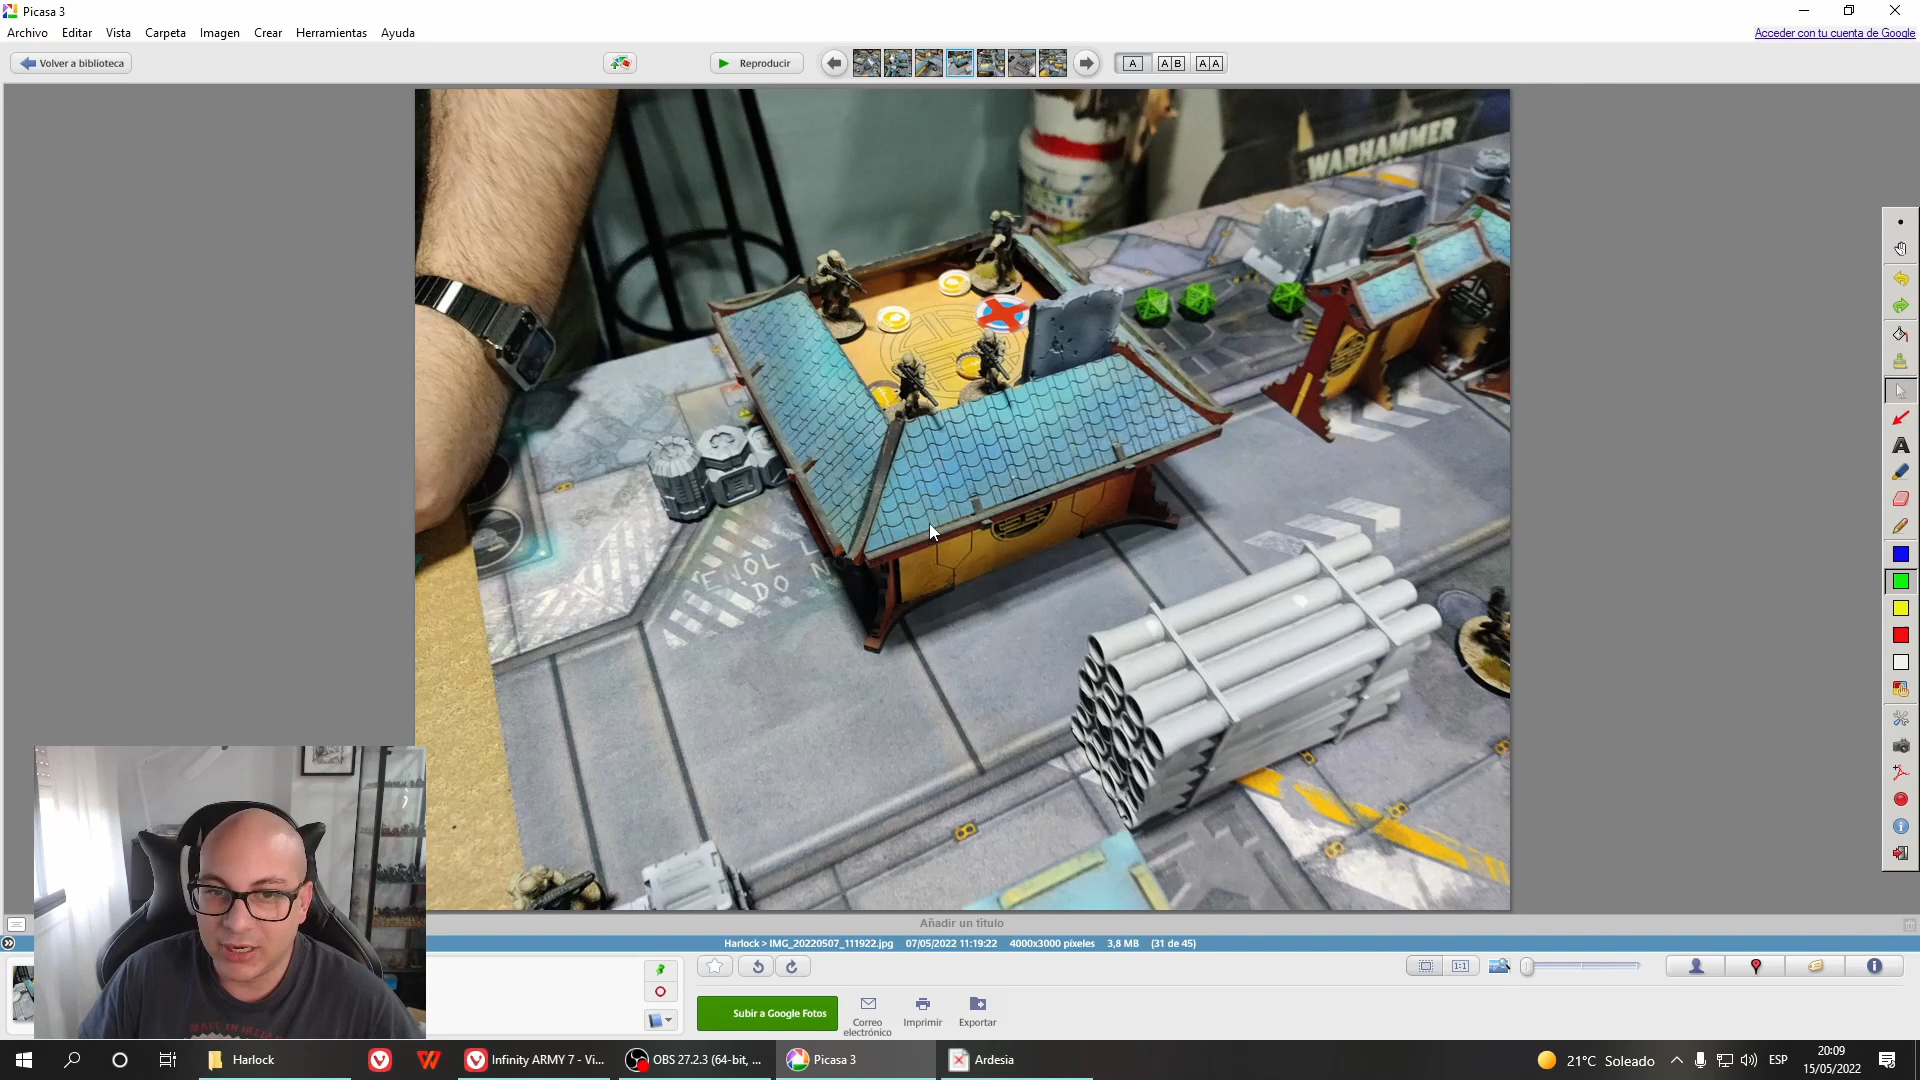 Picasa 3
Archivo Editar Vista Carpeta Imagen Crear Herramientas Ayuda
Acceder con tu cuenta de Google
Volver a biblioteca
Reproducir
A
A B
A A
WARHAMMER
DO
Añadir un título
Harlock > IMG_20220507_111922.jpg 07/05/2022 11:19:22 4000x3000 píxeles 3,8 MB (31 de 45)
1:1
Subir a Google Fotos
Correo electrónico
Imprimir
Exportar
Harlock
Infinity ARMY 7 - Vi...
OBS 27.2.3 (64-bit, ...
Picasa 3
Ardesia
21°C Soleado
ESP
20:09
15/05/2022